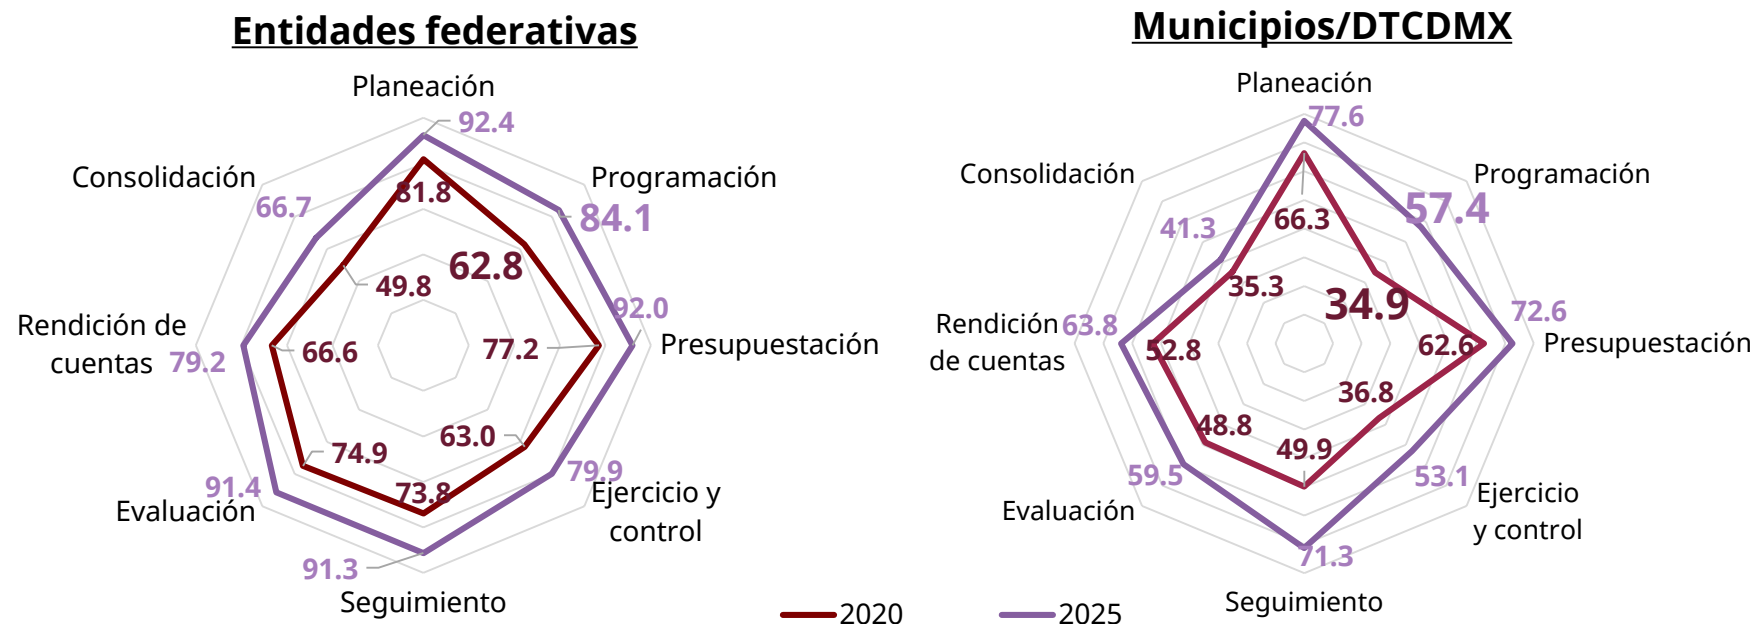 Entidades federativas
Planeación
92.4
Consolidación
Programación
66.7
81.8
84.1
62.8
49.8
92.0
Rendición de
cuentas
79.2
66.6
77.2
Presupuestación
63.0
74.9
79.9
91.4
73.8
Evaluación
Ejercicio y
control
91.3
Seguimiento
Municipios/DTCDMX
Planeación
77.6
Consolidación
Programación
57.4
41.3
66.3
35.3
34.9
72.6
Rendición
de cuentas
63.8
52.8
62.6
Presupuestación
36.8
48.8
49.9
59.5
53.1
Evaluación
Ejercicio
y control
71.3
Seguimiento
2020
2025